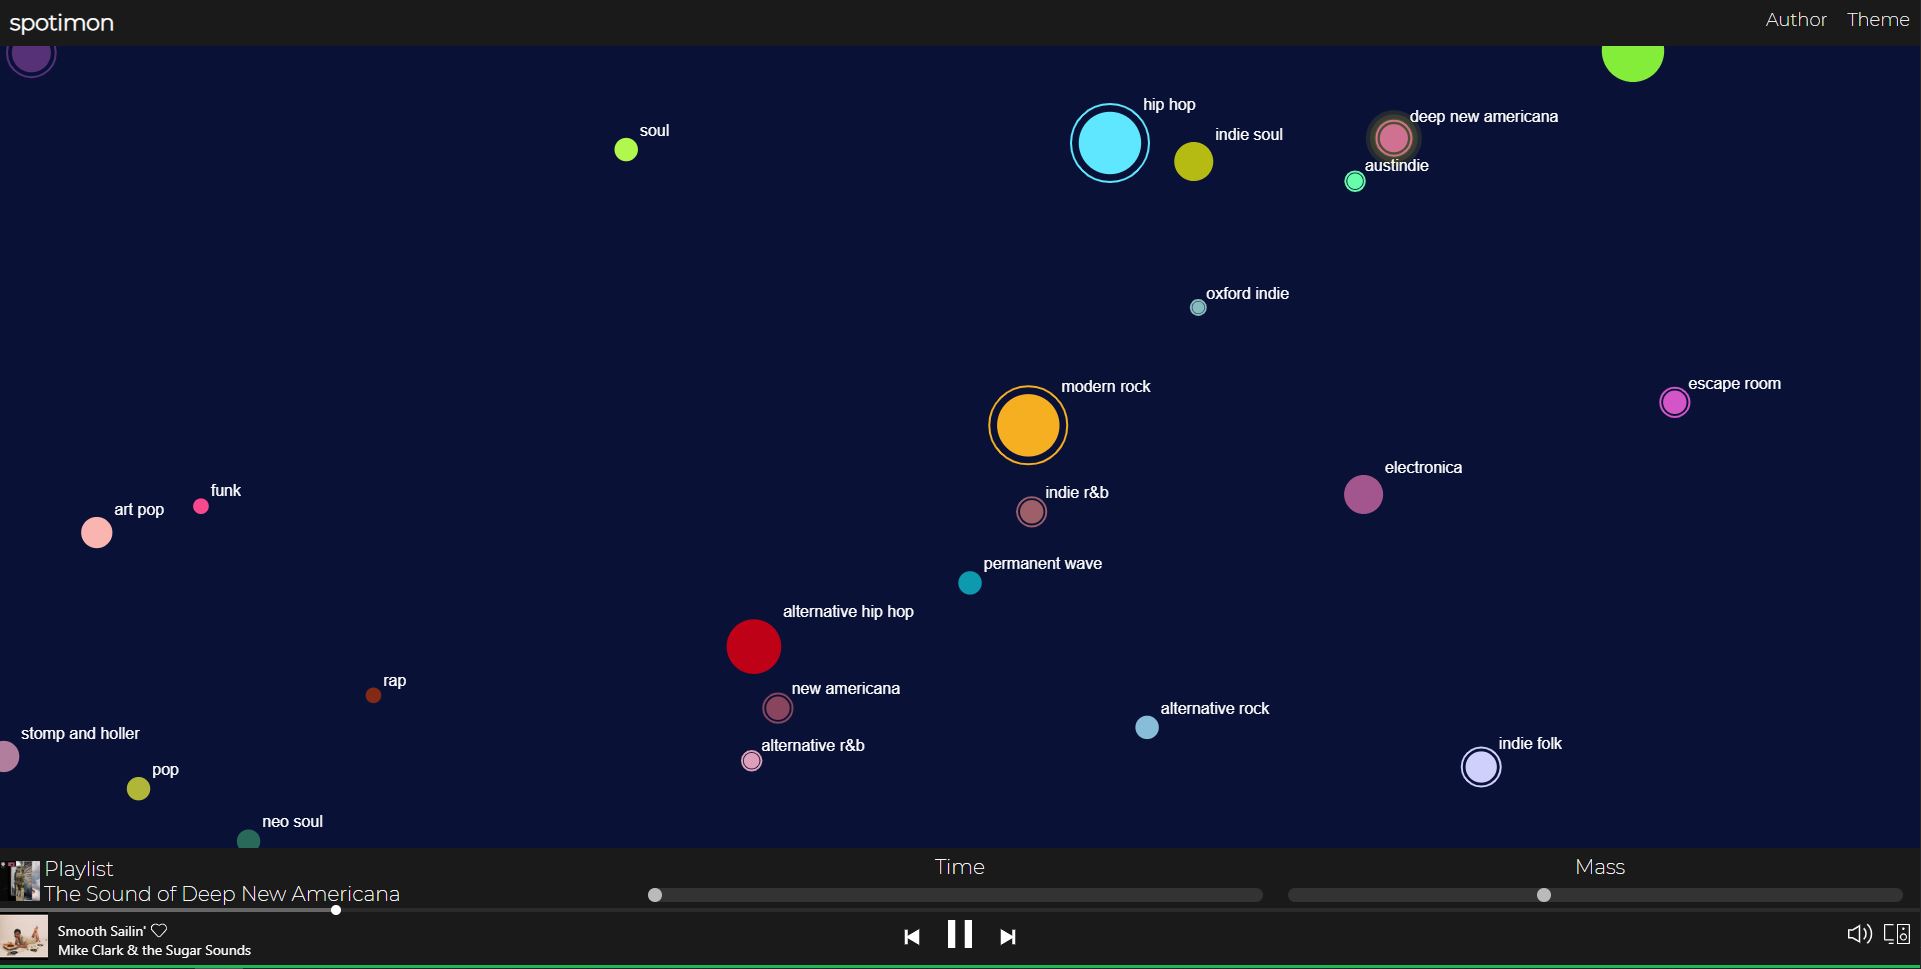 spotimon
Author
Theme
hip hop
deep new americana
soul
indie soul
austindie
oxford indie
escape room
modern rock
electronica
funk
indie r&b
art pop
permanent wave
alternative hip hop
rap
new americana
alternative rock
stomp and holler
indie folk
alternative r&b
pop
neo soul
Playlist
The Sound of Deep New Americana
Time
Mass
Smooth Sailin'
Mike Clark & the Sugar Sounds